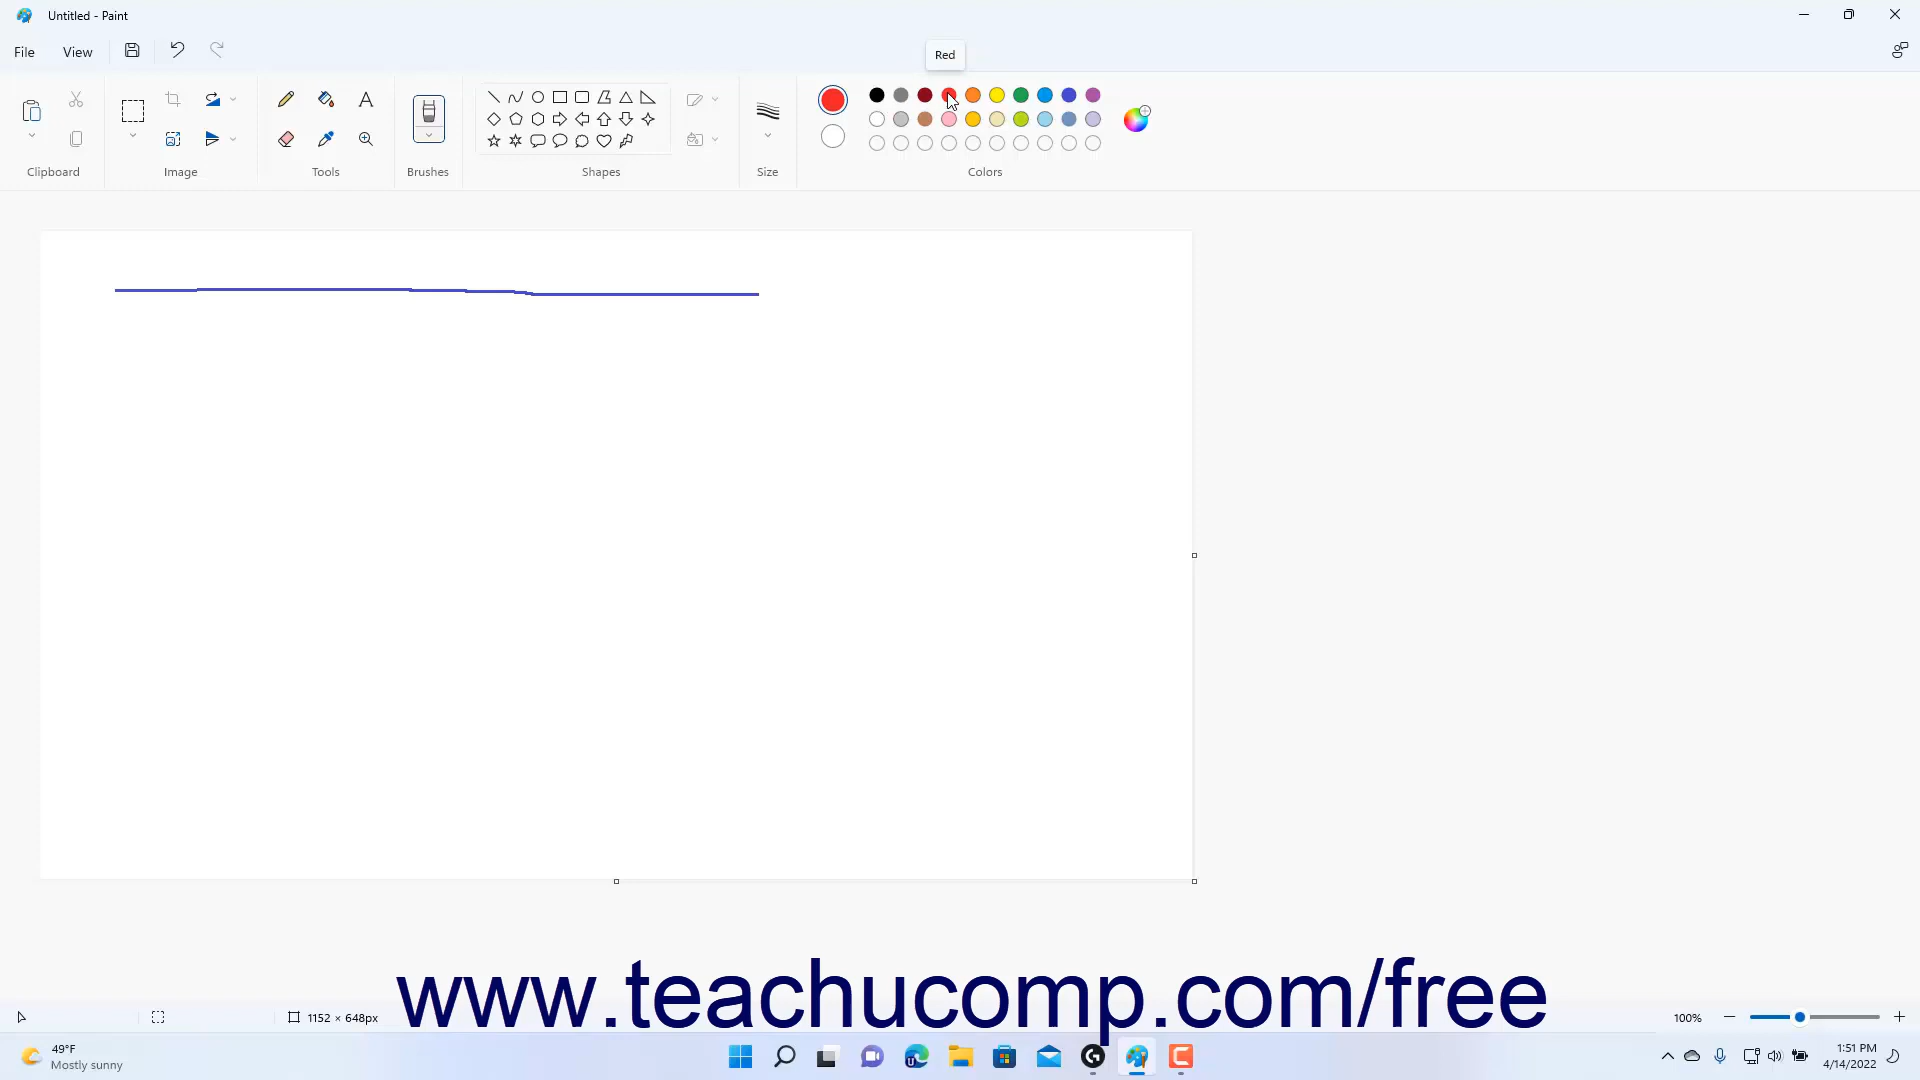 Untitled - Paint
File View
Red
Clipboard Image Tools Brushes Shapes Size Colors
www.teachucomp.com/free
1152 × 648px
100%
49°F
Mostly sunny
1:51 PM
4/14/2022